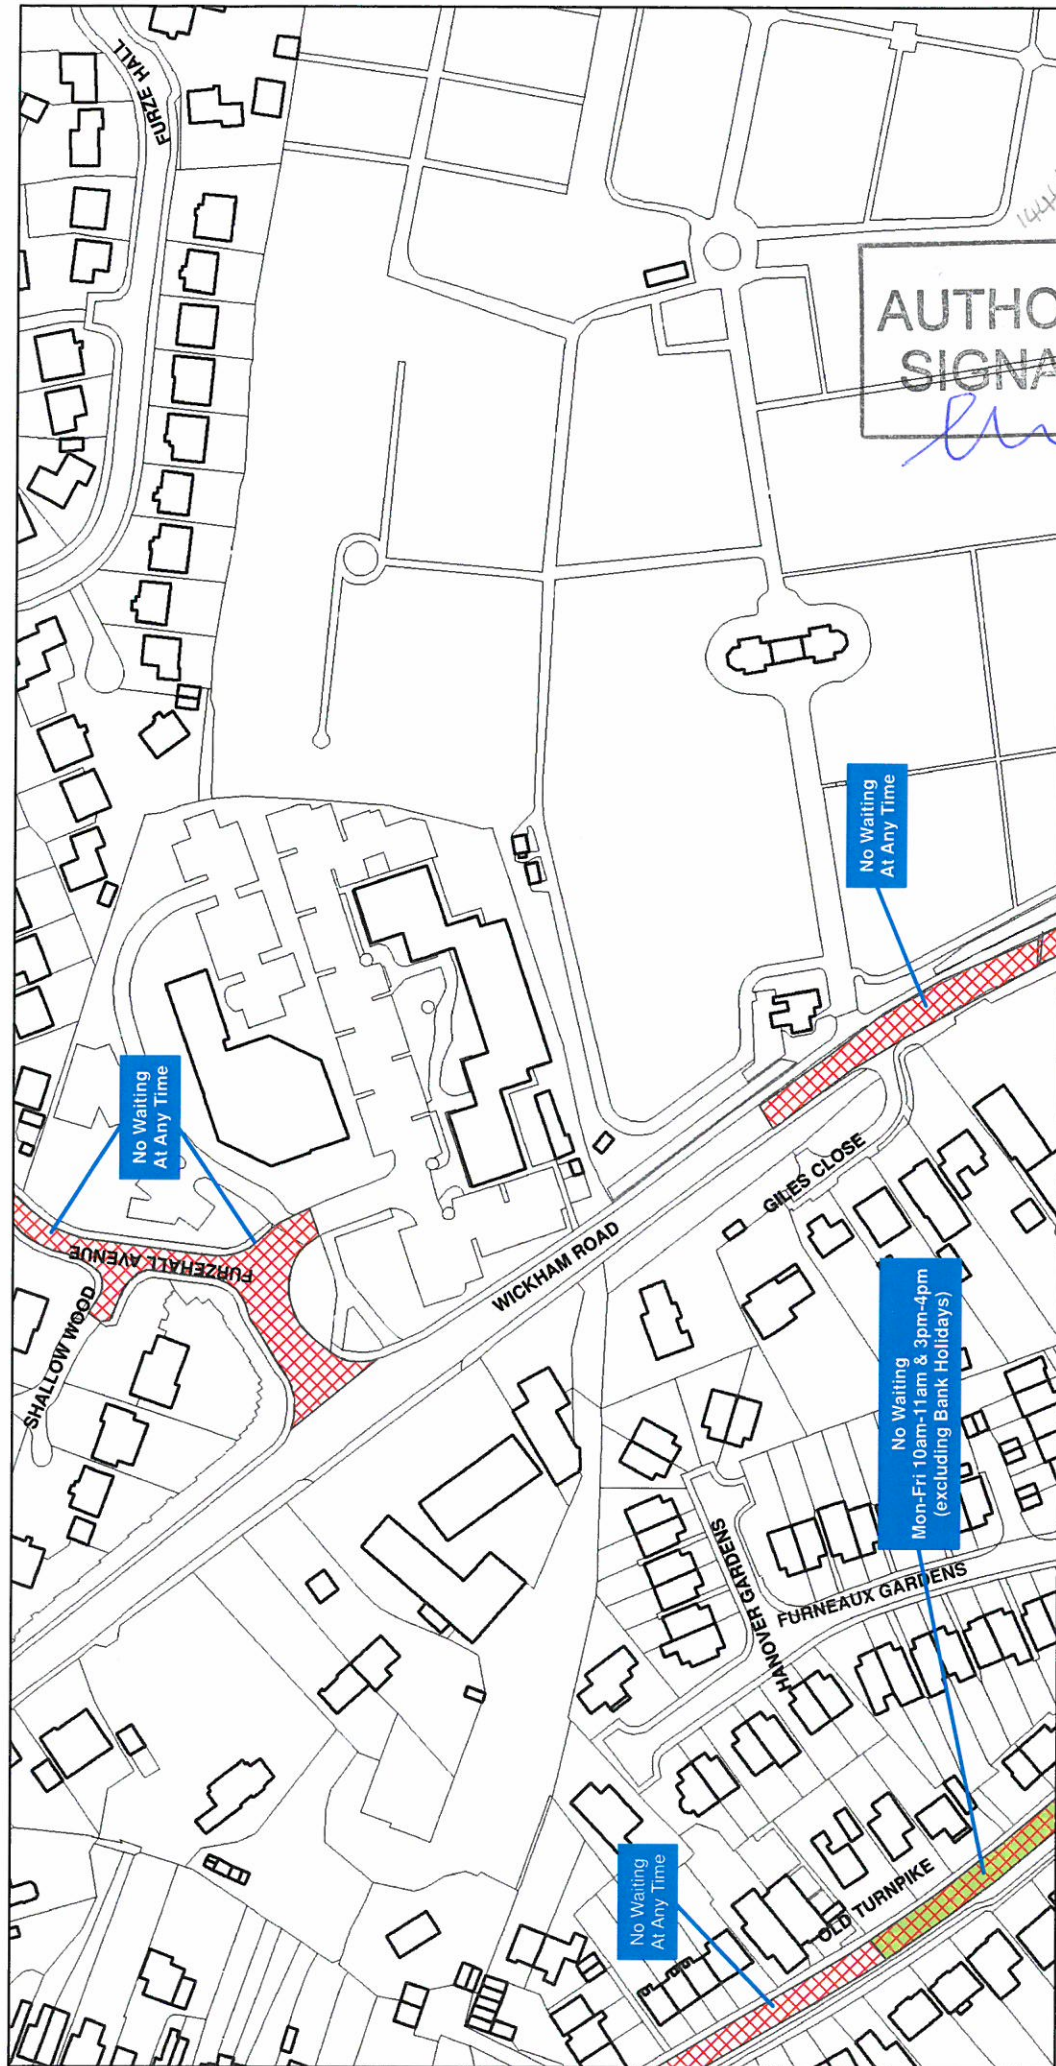 FURZE HALL
No Waiting
At Any Time
FURZEHALL AVENUE
SHALLOW WOOD
WICKHAM ROAD
No Waiting
At Any Time
GILES CLOSE
HANOVER GARDENS
FURNEAUX GARDENS
No Waiting
Mon-Fri 10am-11am & 3pm-4pm
(excluding Bank Holidays)
No Waiting
At Any Time
OLD TURNPIKE
AUTHO
SIGNA